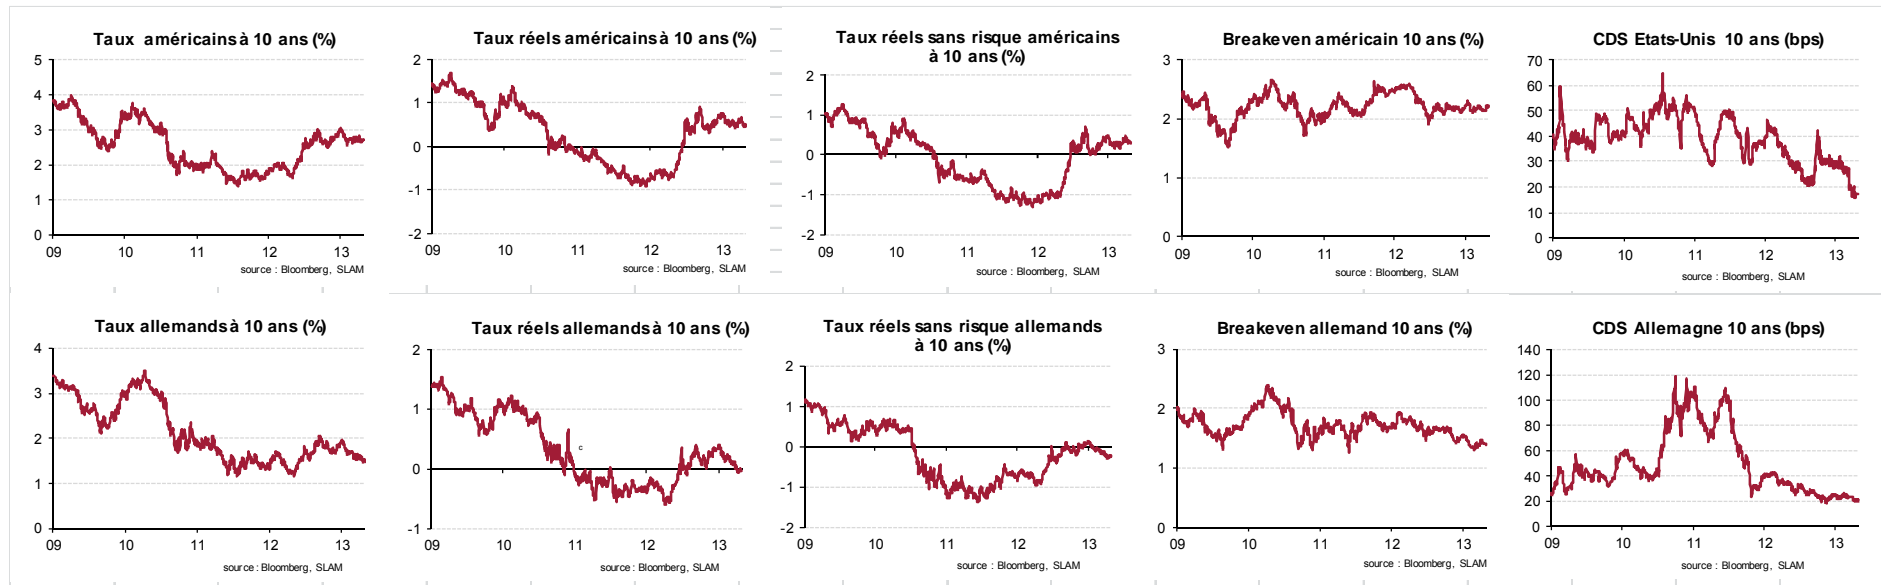 Taux américains à 10 ans (%)
5
4
3
2
1
0
09 10 11 12 13
source : Bloomberg, SLAM
Taux réels américains à 10 ans (%)
2
1
0
-1
-2
09 10 11 12 13
source : Bloomberg, SLAM
Taux réels sans risque américains
à 10 ans (%)
2
1
0
-1
-2
09 10 11 12 13
source : Bloomberg, SLAM
Breakeven américain 10 ans (%)
3
2
1
0
09 10 11 12 13
source : Bloomberg, SLAM
CDS Etats-Unis 10 ans (bps)
70
60
50
40
30
20
10
0
09 10 11 12 13
source : Bloomberg, SLAM
Taux allemands à 10 ans (%)
4
3
2
1
0
09 10 11 12 13
source : Bloomberg, SLAM
Taux réels allemands à 10 ans (%)
2
1
c
0
-1
09 10 11 12 13
source : Bloomberg, SLAM
Taux réels sans risque allemands
à 10 ans (%)
2
1
0
-1
-2
09 10 11 12 13
source : Bloomberg, SLAM
Breakeven allemand 10 ans (%)
3
2
1
0
09 10 11 12 13
source : Bloomberg, SLAM
CDS Allemagne 10 ans (bps)
140
120
100
80
60
40
20
0
09 10 11 12 13
source : Bloomberg, SLAM